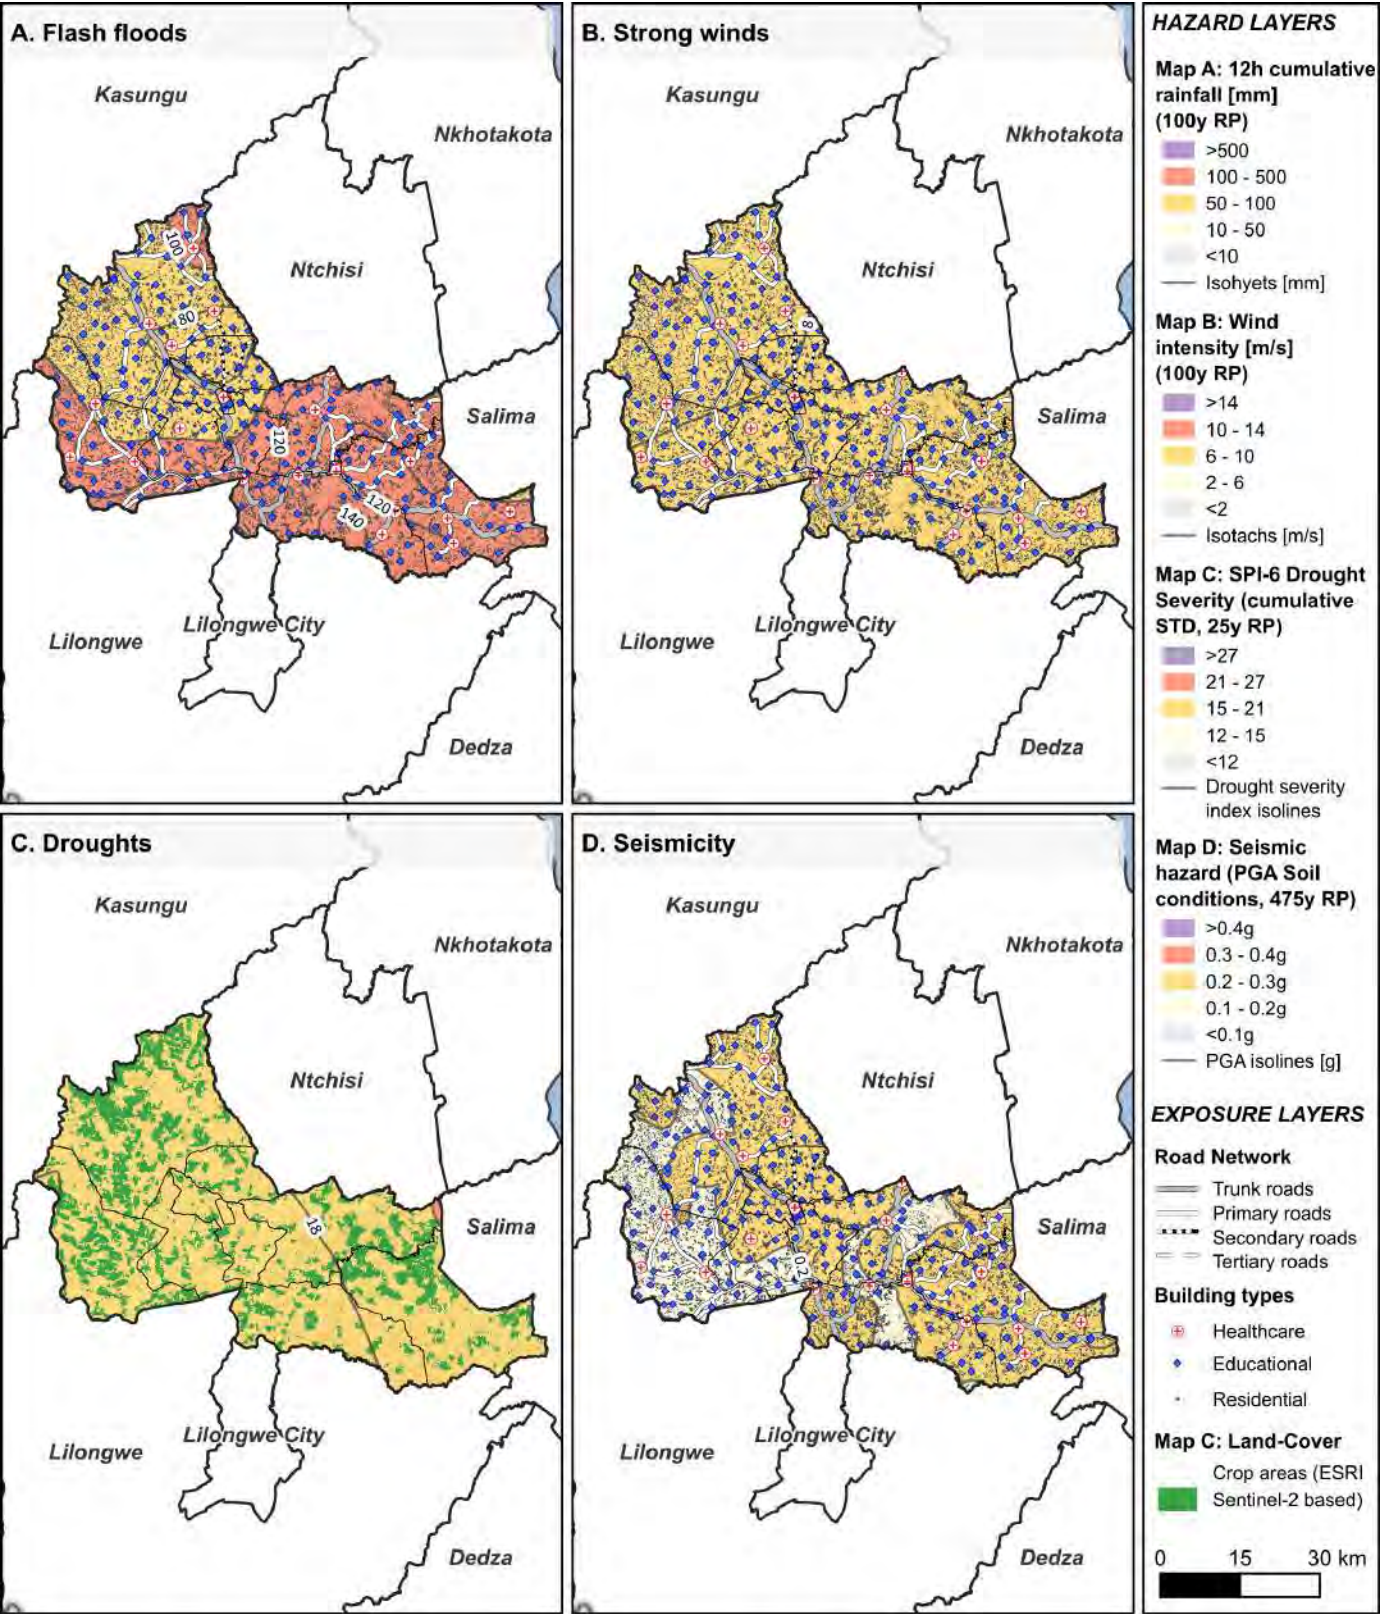 A. Flash floods
Kasungu
Nkhotakota
Ntchisi
Salima
Lilongwe City
Lilongwe
Dedza
100
80
120
120
140
B. Strong winds
Kasungu
Nkhotakota
Ntchisi
8
Salima
Lilongwe City
Lilongwe
Dedza
C. Droughts
Kasungu
Nkhotakota
Ntchisi
18
Salima
Lilongwe City
Lilongwe
Dedza
D. Seismicity
Kasungu
Nkhotakota
Ntchisi
0.2
Salima
Lilongwe City
Lilongwe
Dedza
HAZARD LAYERS
Map A: 12h cumulative
rainfall [mm]
(100y RP)
>500
100 - 500
50 - 100
10 - 50
<10
Isohyets [mm]
Map B: Wind
intensity [m/s]
(100y RP)
>14
10 - 14
6 - 10
2 - 6
<2
Isotachs [m/s]
Map C: SPI-6 Drought
Severity (cumulative
STD, 25y RP)
>27
21 - 27
15 - 21
12 - 15
<12
Drought severity
index isolines
Map D: Seismic
hazard (PGA Soil
conditions, 475y RP)
>0.4g
0.3 - 0.4g
0.2 - 0.3g
0.1 - 0.2g
<0.1g
PGA isolines [g]
EXPOSURE LAYERS
Road Network
Trunk roads
Primary roads
Secondary roads
Tertiary roads
Building types
Healthcare
Educational
Residential
Map C: Land-Cover
Crop areas (ESRI
Sentinel-2 based)
0 15 30 km